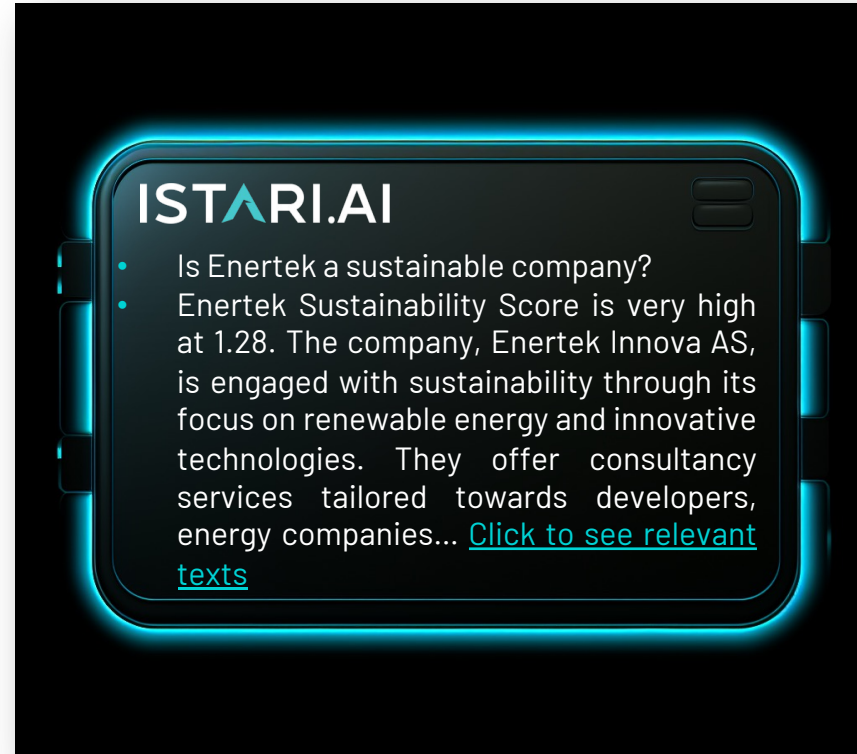 ISTARI.AI
• Is Enertek a sustainable company?
• Enertek Sustainability Score is very high
at 1.28. The company, Enertek Innova AS,
is engaged with sustainability through its
focus on renewable energy and innovative
technologies. They offer consultancy
services tailored towards developers,
energy companies... Click to see relevant
texts